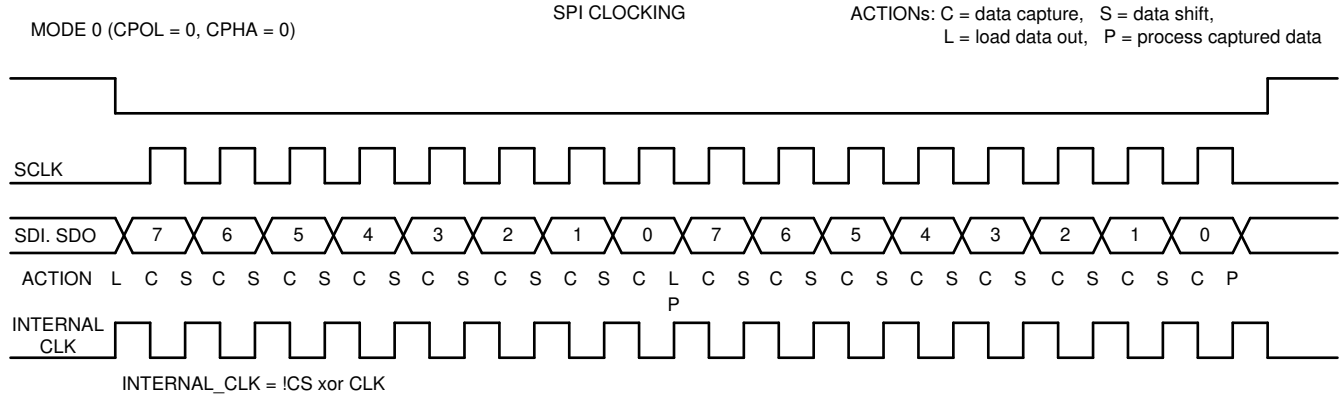 SPI CLOCKING
MODE 0 (CPOL = 0, CPHA = 0)
ACTIONs: C = data capture, S = data shift,
L = load data out, P = process captured data
SCLK
SDI. SDO 7 6 5 4 3 2 1 0 7 6 5 4 3 2 1 0
ACTION L C S C S C S C S C S C S C S C L C S C S C S C S C S C S C S C P
P
INTERNAL
CLK
INTERNAL_CLK = !CS xor CLK